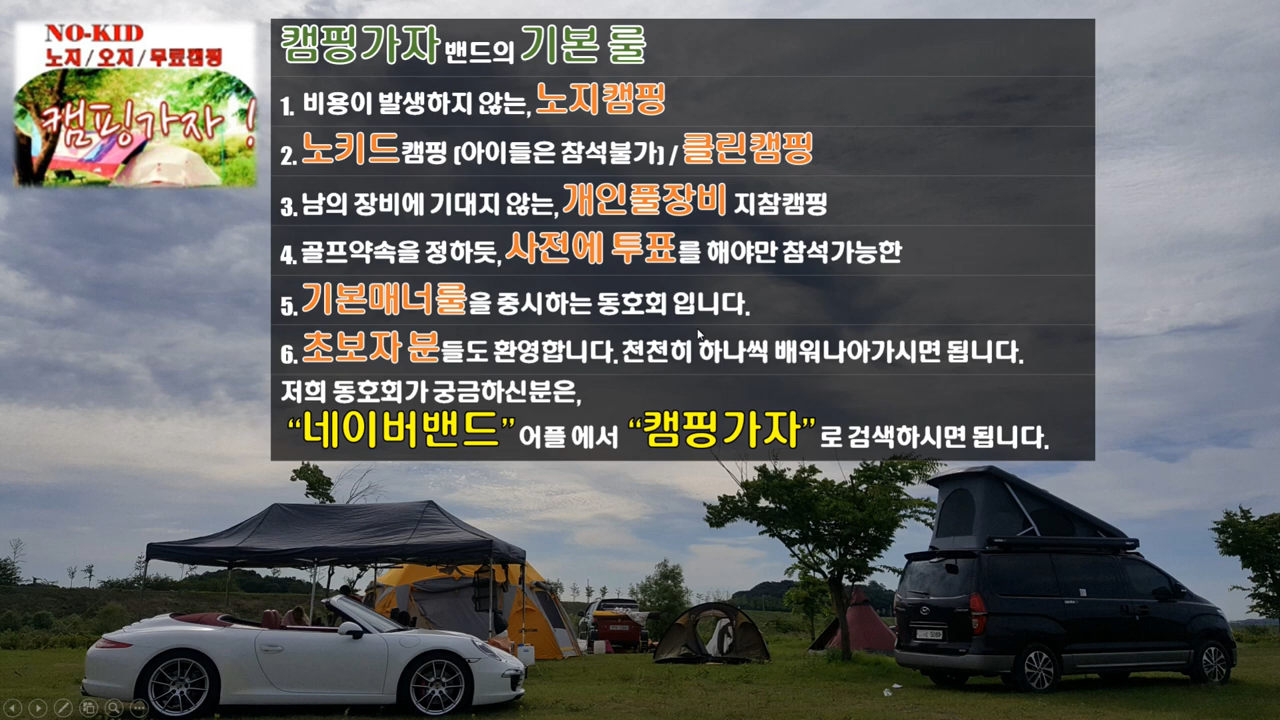 NO-KID
노지 / 오지 / 무료캠핑
캠핑가자 !
캠핑가자 밴드의 기본 룰
1. 비용이 발생하지 않는, 노지캠핑
2. 노키드캠핑 (아이들은 참석불가) / 클린캠핑
3. 남의 장비에 기대지 않는, 개인풀장비 지참캠핑
4. 골프약속을 정하듯, 사전에 투표를 해야만 참석가능한
5. 기본매너룰을 중시하는 동호회 입니다.
6. 초보자 분들도 환영합니다. 천천히 하나씩 배워나아가시면 됩니다.
저희 동호회가 궁금하신분은,
“네이버밴드” 어플 에서 “캠핑가자” 로 검색하시면 됩니다.